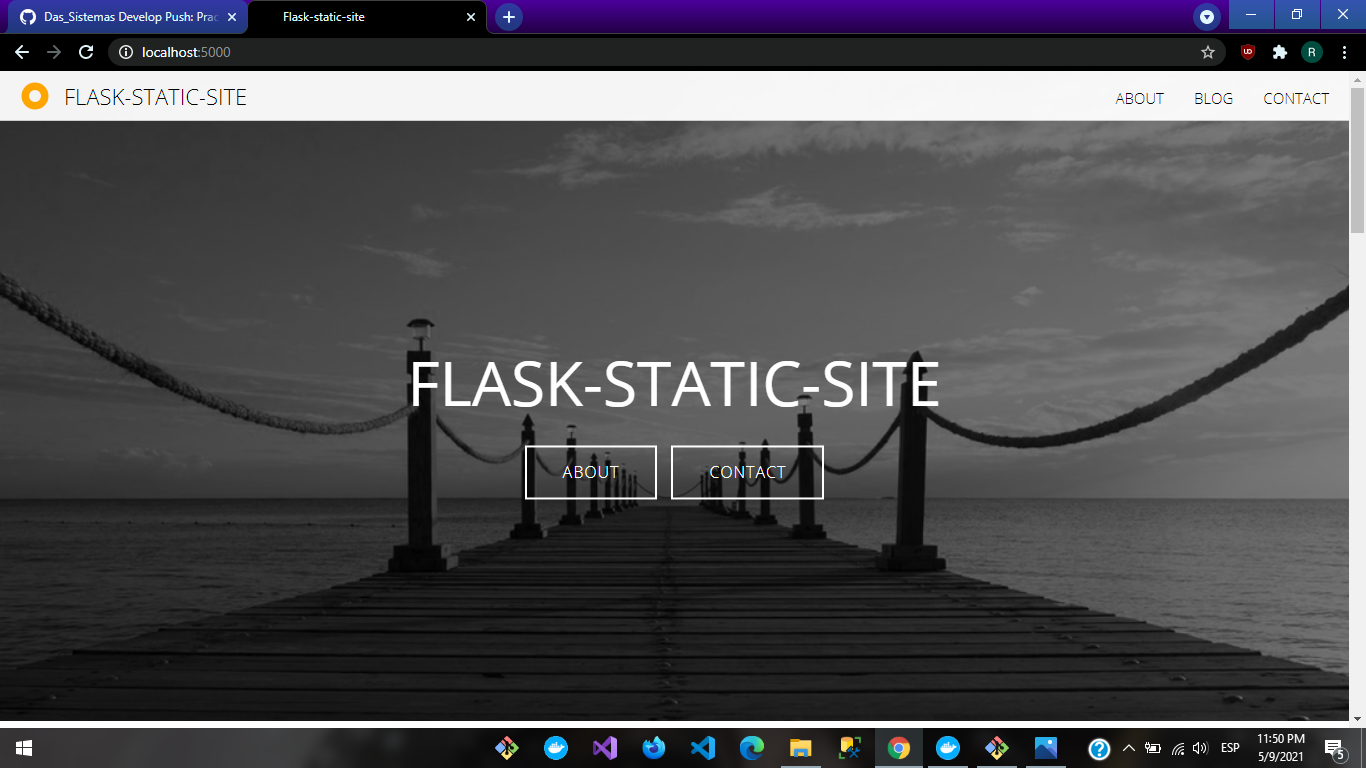 Das_Sistemas Develop Push: Prac
Flask-static-site
localhost:5000
R
FLASK-STATIC-SITE
ABOUT
BLOG
CONTACT
FLASK-STATIC-SITE
ABOUT
CONTACT
ESP
11:50 PM
5/9/2021
5